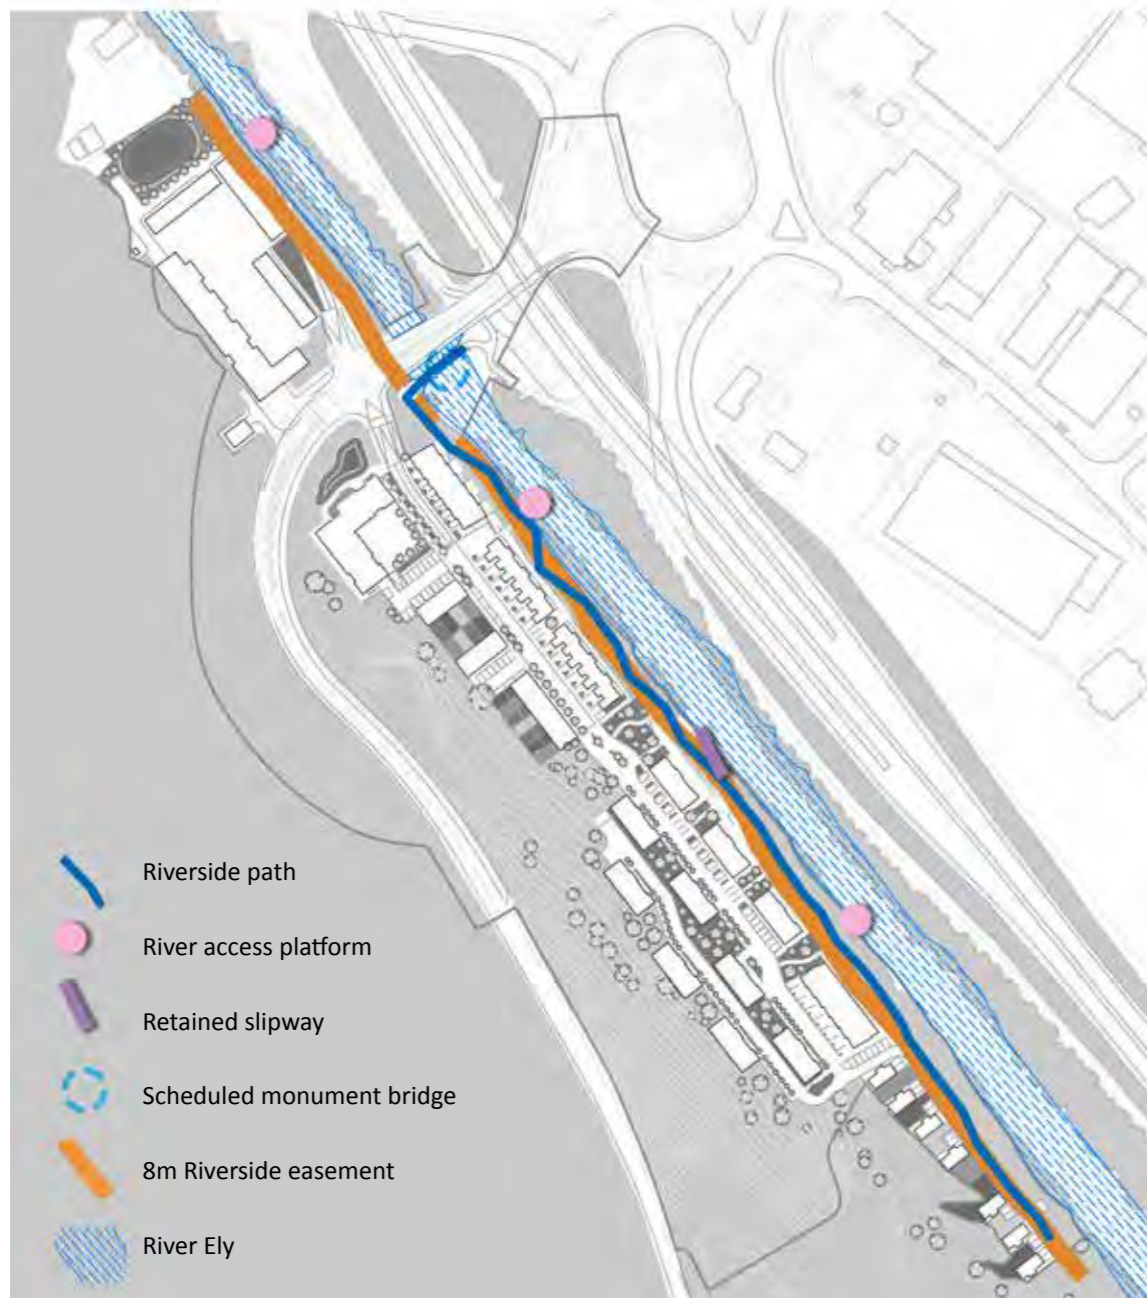 Riverside path
River access platform
Retained slipway
Scheduled monument bridge
8m Riverside easement
River Ely